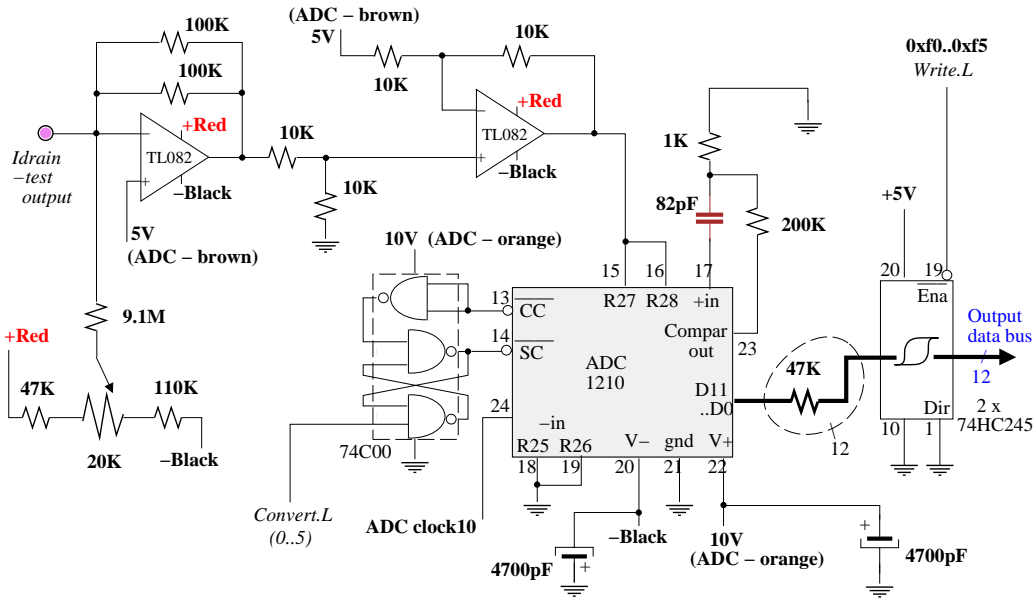 100K
100K
+Red
TL082
−Black
Idrain
−test
output
5V
(ADC − brown)
10K
10K
(ADC − brown)
5V
10K
10K
+Red
TL082
−Black
1K
82pF
200K
0xf0..0xf5
Write.L
+5V
20
19
Ena
Dir
10
1
2 x
74HC245
Output
data bus
12
47K
12
10V (ADC − orange)
74C00
13
CC
14
SC
24
15
16
17
R27
R28
+in
Compar
out
23
ADC
1210
D11
..D0
−in
R25
R26
V−
gnd
V+
18
19
20
21
22
9.1M
+Red
47K
20K
110K
−Black
Convert.L
(0..5)
ADC clock10
−Black
4700pF
+
10V
(ADC − orange)
+
4700pF